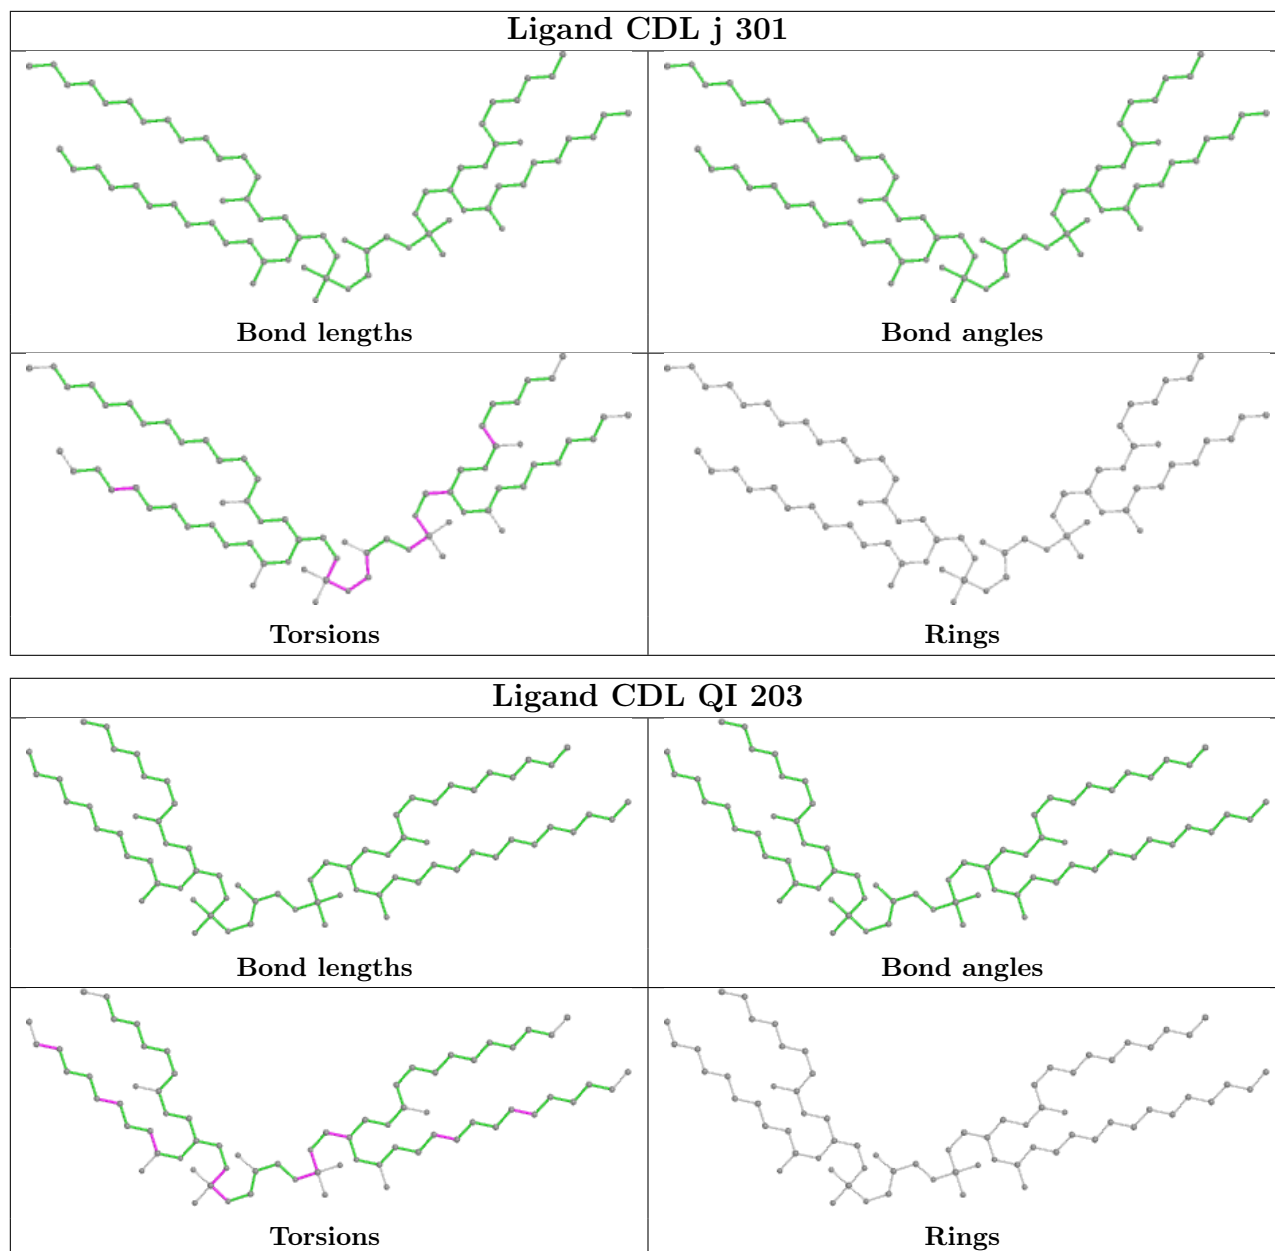 Ligand CDL j 301
Bond lengths
Bond angles
Torsions
Rings
Ligand CDL QI 203
Bond lengths
Bond angles
Torsions
Rings